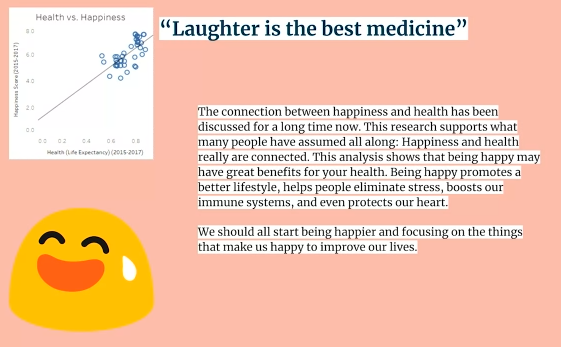 Health vs. Happiness
“Laughter is the best medicine”
Happiness Score (2015-2017)
8 0
6 0
4 0
2 0
0 0
0 0 0 2 0.4 0.6 0.8
Health (Life Expectancy) (2015-2017)
The connection between happiness and health has been
discussed for a long time now. This research supports what
many people have assumed all along: Happiness and health
really are connected. This analysis shows that being happy may
have great benefits for your health. Being happy promotes a
better lifestyle, helps people eliminate stress, boosts our
immune systems, and even protects our heart.
We should all start being happier and focusing on the things
that make us happy to improve our lives.